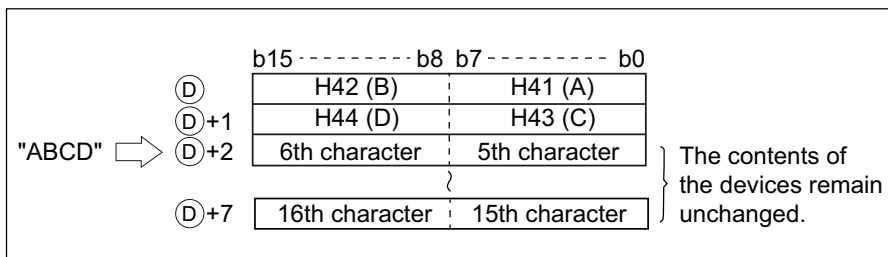 b15 b8 b7 b0
D H42 (B) H41 (A)
D+1 H44 (D) H43 (C)
"ABCD" D+2 6th character 5th character
The contents of
the devices remain
unchanged.
D+7 16th character 15th character